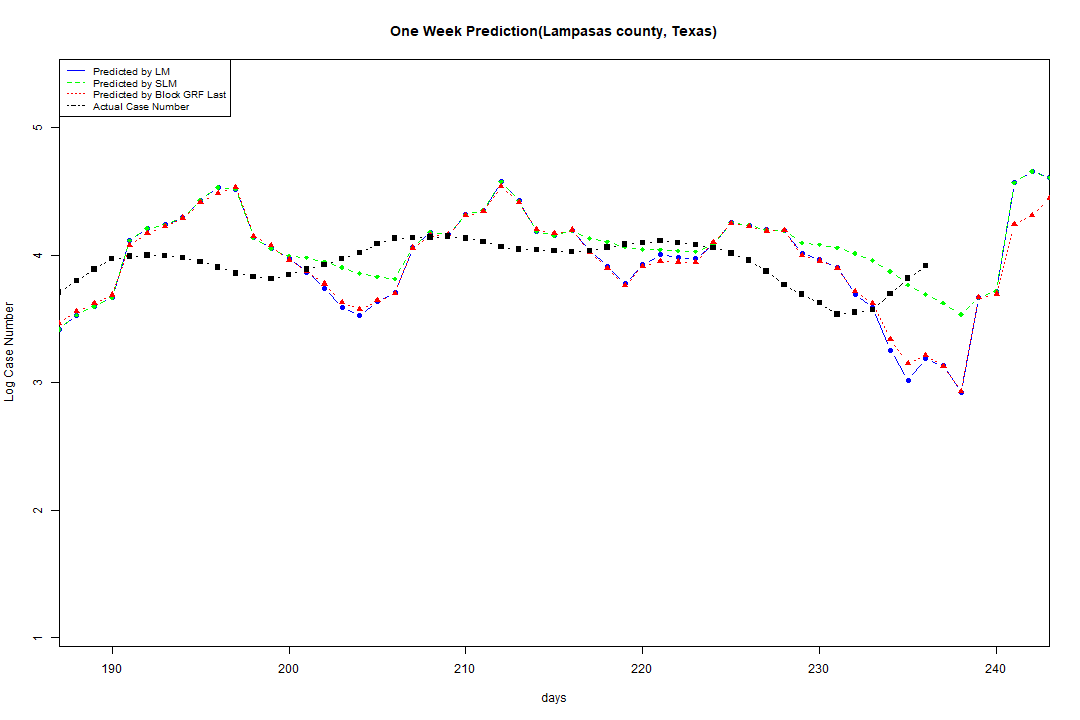 One Week Prediction(Lampasas county, Texas)
Predicted by LM
Predicted by SLM
Predicted by Block GRF Last
Actual Case Number
5
4
3
2
1
Log Case Number
190 200 210 220 230 240
days